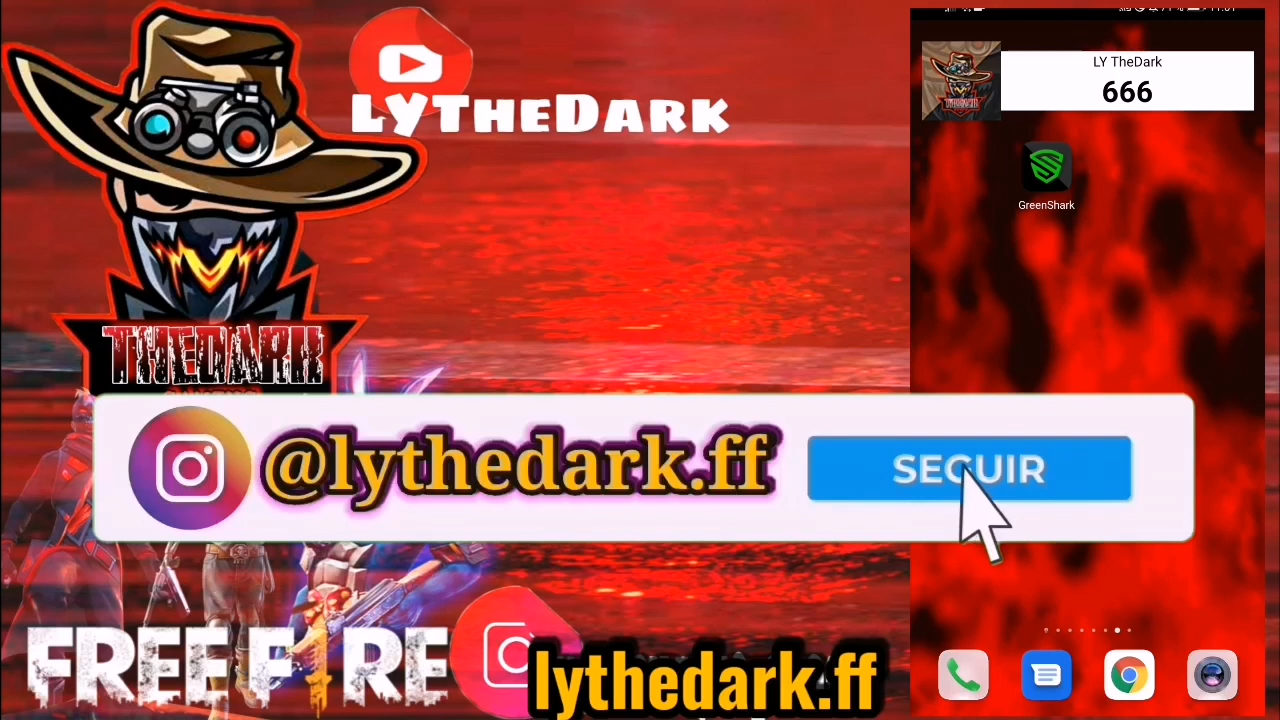 LYTHEDARK
THEDARK
@lythedark.ff
SEGUIR
FREE FIRE
lythedark.ff
LY TheDark
666
GreenShark